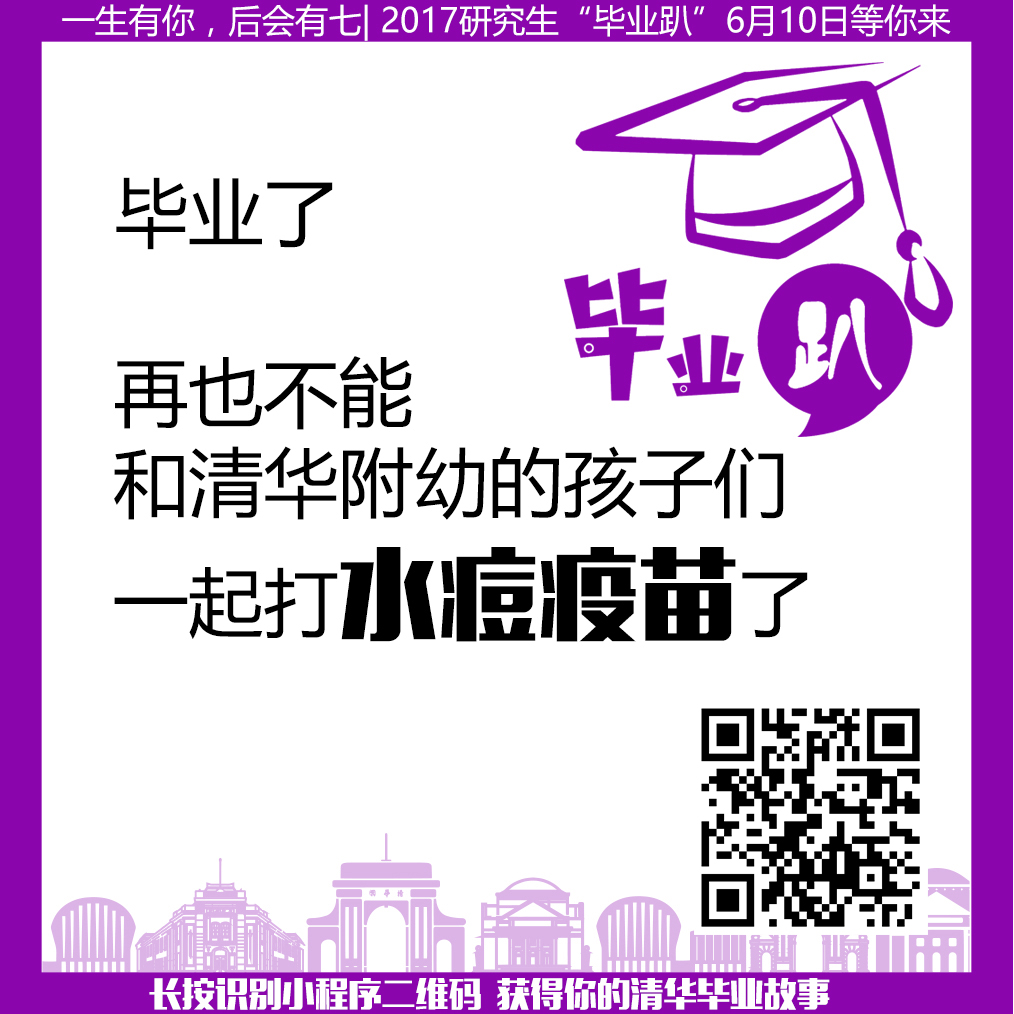 一生有你，后会有七| 2017研究生“毕业趴”6月10日等你来
毕业了
毕业趴
再也不能
和清华附幼的孩子们
一起打水痘疫苗了
长按识别小程序二维码 获得你的清华毕业故事